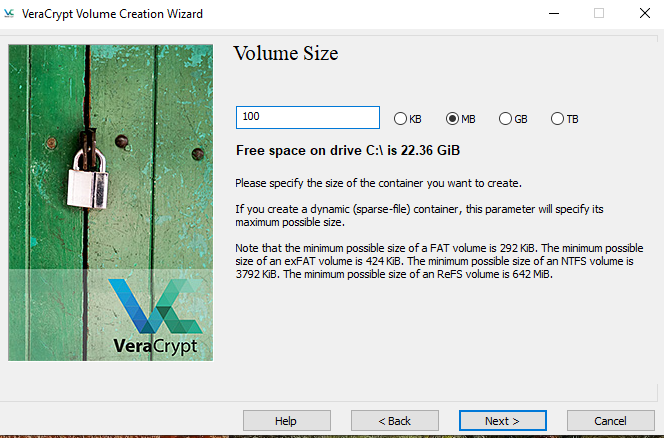 VeraCrypt Volume Creation Wizard
Volume Size
100
KB
MB
GB
TB
Free space on drive C:\ is 22.36 GiB
Please specify the size of the container you want to create.
If you create a dynamic (sparse-file) container, this parameter will specify its
maximum possible size.
Note that the minimum possible size of a FAT volume is 292 KiB. The minimum possible
size of an exFAT volume is 424 KiB. The minimum possible size of an NTFS volume is
3792 KiB. The minimum possible size of an ReFS volume is 642 MiB.
VeraCrypt
Help
< Back
Next >
Cancel